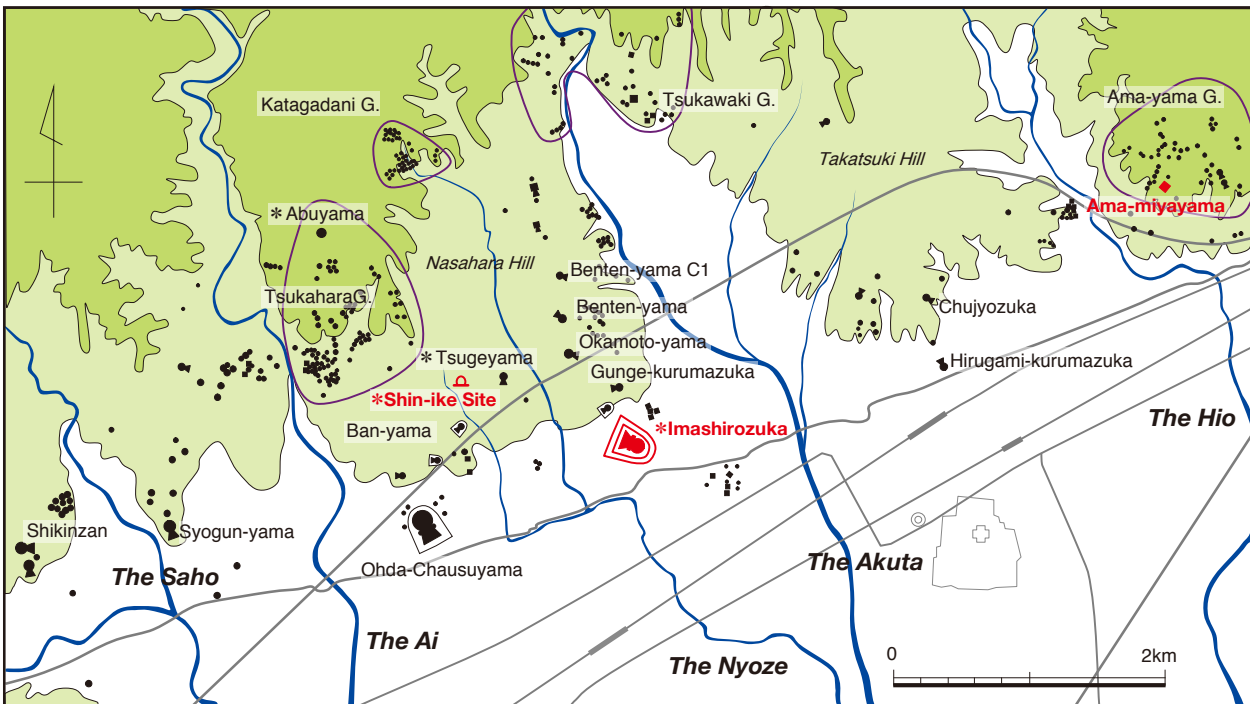 Katagadani G.
Tsukawaki G.
Ama-yama G.
Takatsuki Hill
Ama-miyayama
*Abuyama
Nasahara Hill
Benten-yama C1
TsukaharaG.
Benten-yama
Chujyozuka
Okamoto-yama
*Tsugeyama
Hirugami-kurumazuka
Gunge-kurumazuka
*Shin-ike Site
The Hio
Ban-yama
*Imashirozuka
Shikinzan
Syogun-yama
The Akuta
Ohda-Chausuyama
The Saho
The Ai
The Nyoze
0
2km